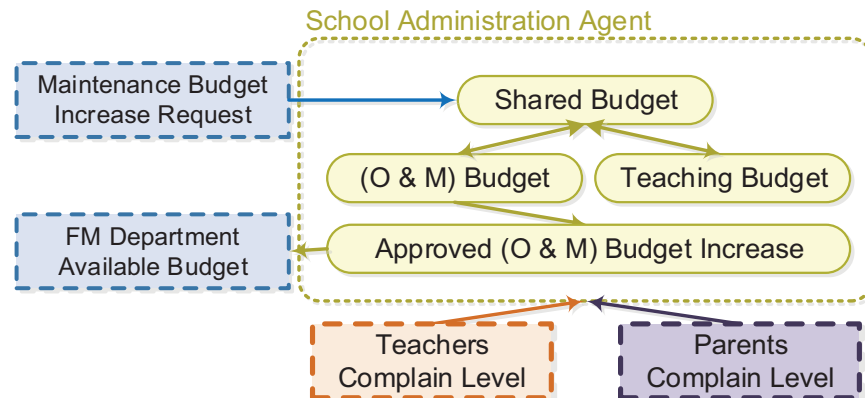 School Administration Agent
Maintenance Budget
Increase Request
Shared Budget
(O & M) Budget
Teaching Budget
FM Department
Available Budget
Approved (O & M) Budget Increase
Teachers
Complain Level
Parents
Complain Level